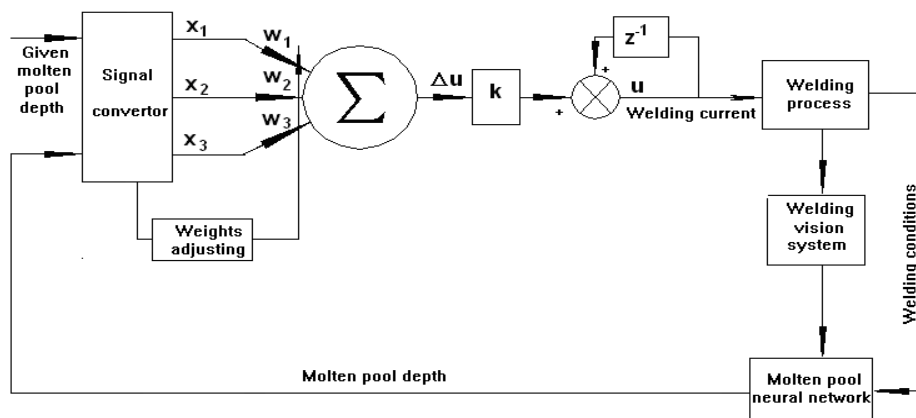 Given
molten
pool
depth
Signal
convertor
x1
x2
x3
w1
w2
w3
Σ
Δu
k
z-1
+
+
u
Welding current
Welding
process
Weights
adjusting
Welding
vision
system
Welding conditions
Molten pool depth
Molten pool
neural network